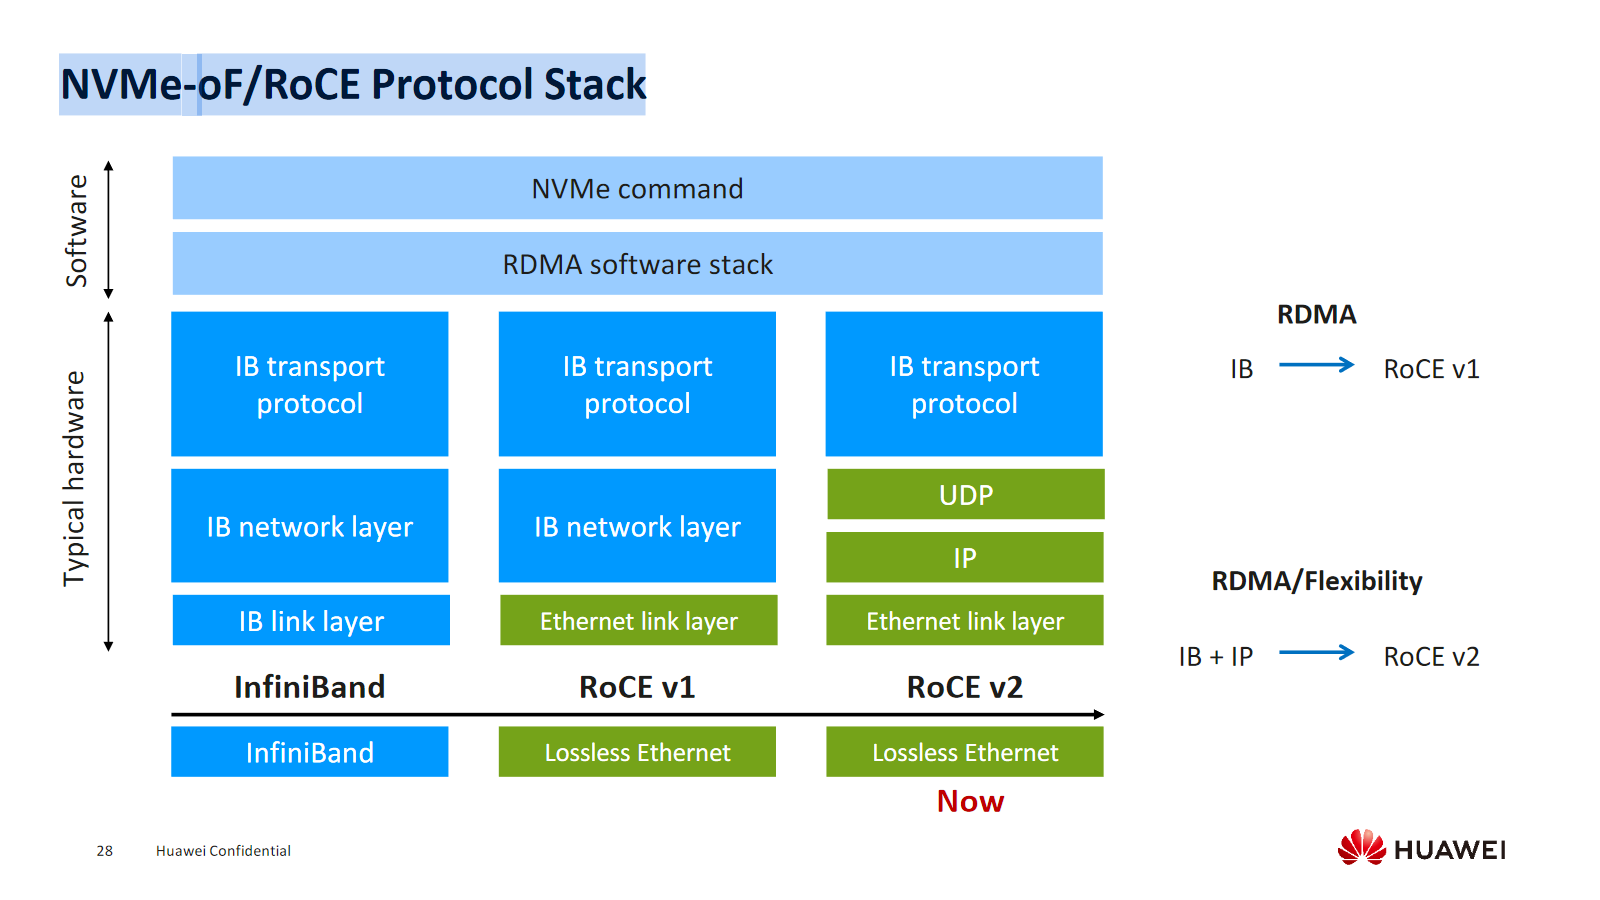 NVMe-oF/RoCE Protocol Stack
Software
NVMe command
RDMA software stack
Typical hardware
IB transport
protocol
IB transport
protocol
IB transport
protocol
IB network layer
IB network layer
UDP
IP
IB link layer
Ethernet link layer
Ethernet link layer
InfiniBand
RoCE v1
RoCE v2
InfiniBand
Lossless Ethernet
Lossless Ethernet
Now
RDMA
IB
RoCE v1
RDMA/Flexibility
IB + IP
RoCE v2
28
Huawei Confidential
HUAWEI